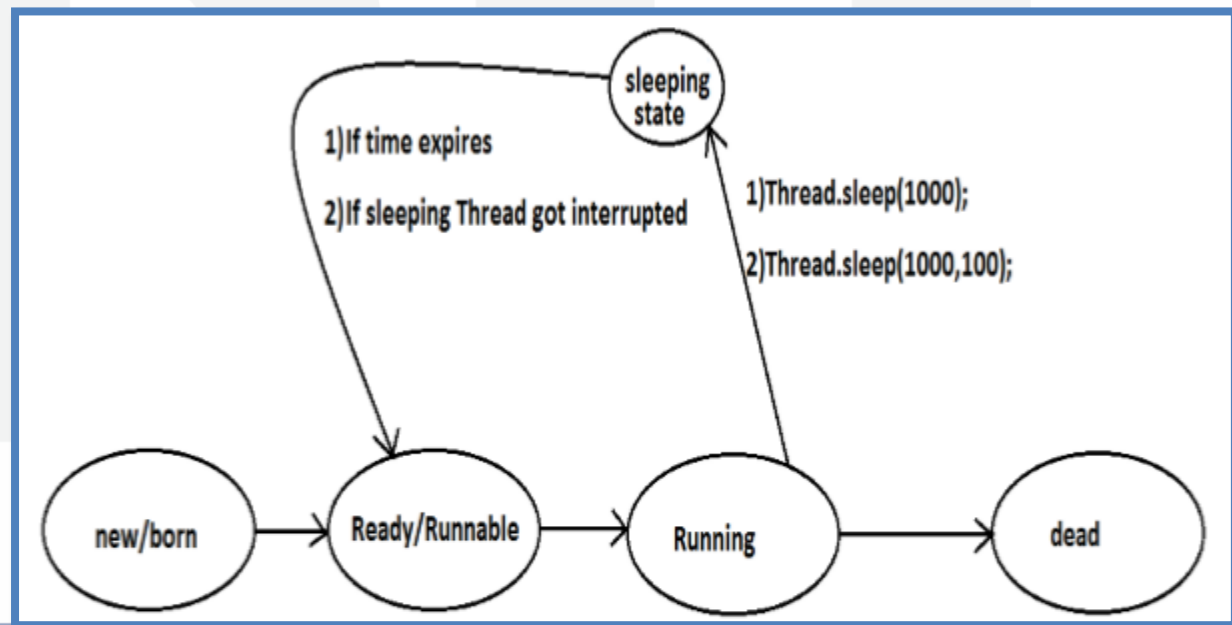 sleeping
state
1)If time expires
2)If sleeping Thread got interrupted
1)Thread.sleep(1000);
2)Thread.sleep(1000,100);
new/born
Ready/Runnable
Running
dead